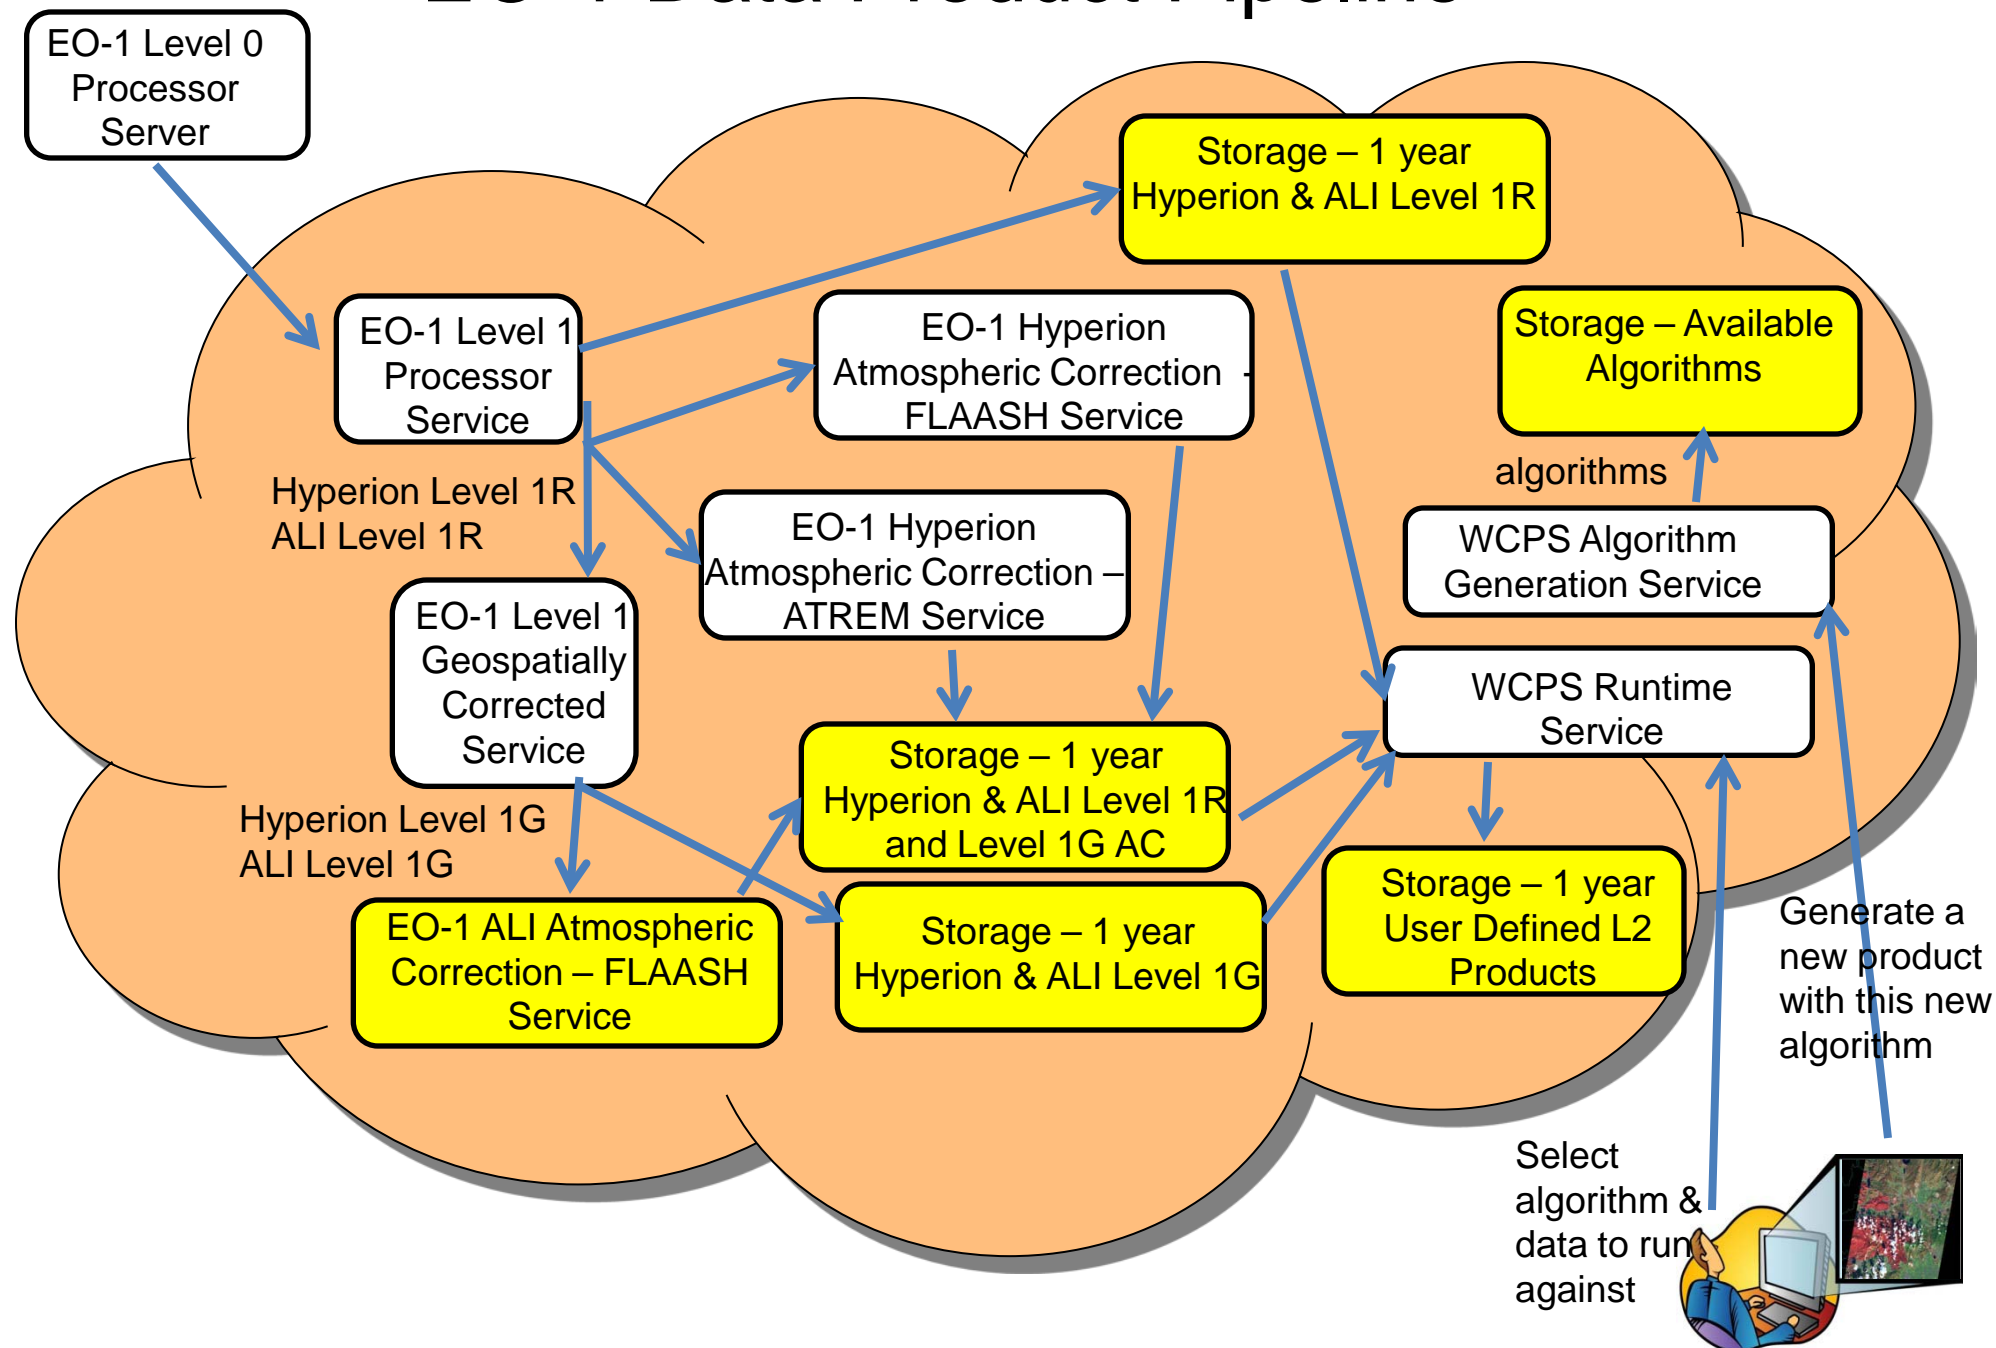 EO-1 Data Product Pipeline
EO-1 Level 0
Processor
Server
Storage – 1 year
Hyperion & ALI Level 1R
EO-1 Level 1
Processor
Service
EO-1 Hyperion
Atmospheric Correction -
FLAASH Service
Storage – Available
Algorithms
algorithms
Hyperion Level 1R
ALI Level 1R
EO-1 Hyperion
Atmospheric Correction –
ATREM Service
WCPS Algorithm
Generation Service
EO-1 Level 1
Geospatially
Corrected
Service
WCPS Runtime
Service
Storage – 1 year
Hyperion & ALI Level 1R
and Level 1G AC
Hyperion Level 1G
ALI Level 1G
Storage – 1 year
User Defined L2
Products
EO-1 ALI Atmospheric
Correction – FLAASH
Service
Storage – 1 year
Hyperion & ALI Level 1G
Generate a
new product
with this new
algorithm
Select
algorithm &
data to run
against